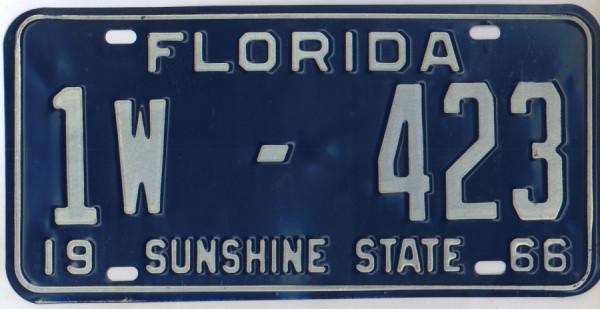 FLORIDA
1W - 423
19 SUNSHINE STATE 66